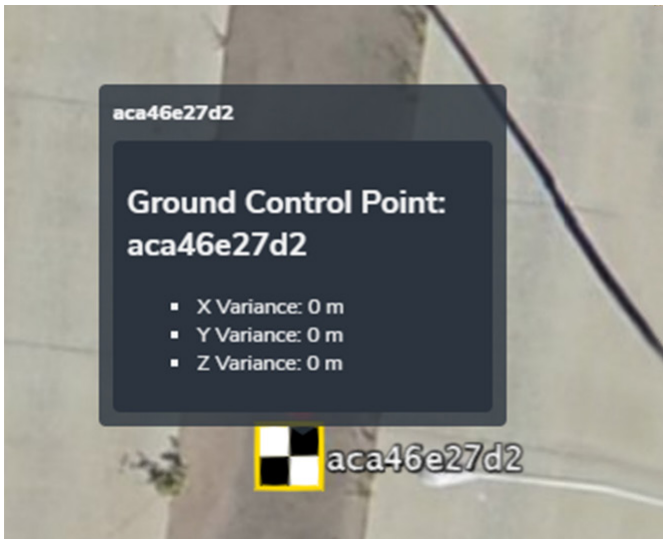 aca46e27d2
Ground Control Point:
aca46e27d2
▪ X Variance: 0 m
▪ Y Variance: 0 m
▪ Z Variance: 0 m
aca46e27d2